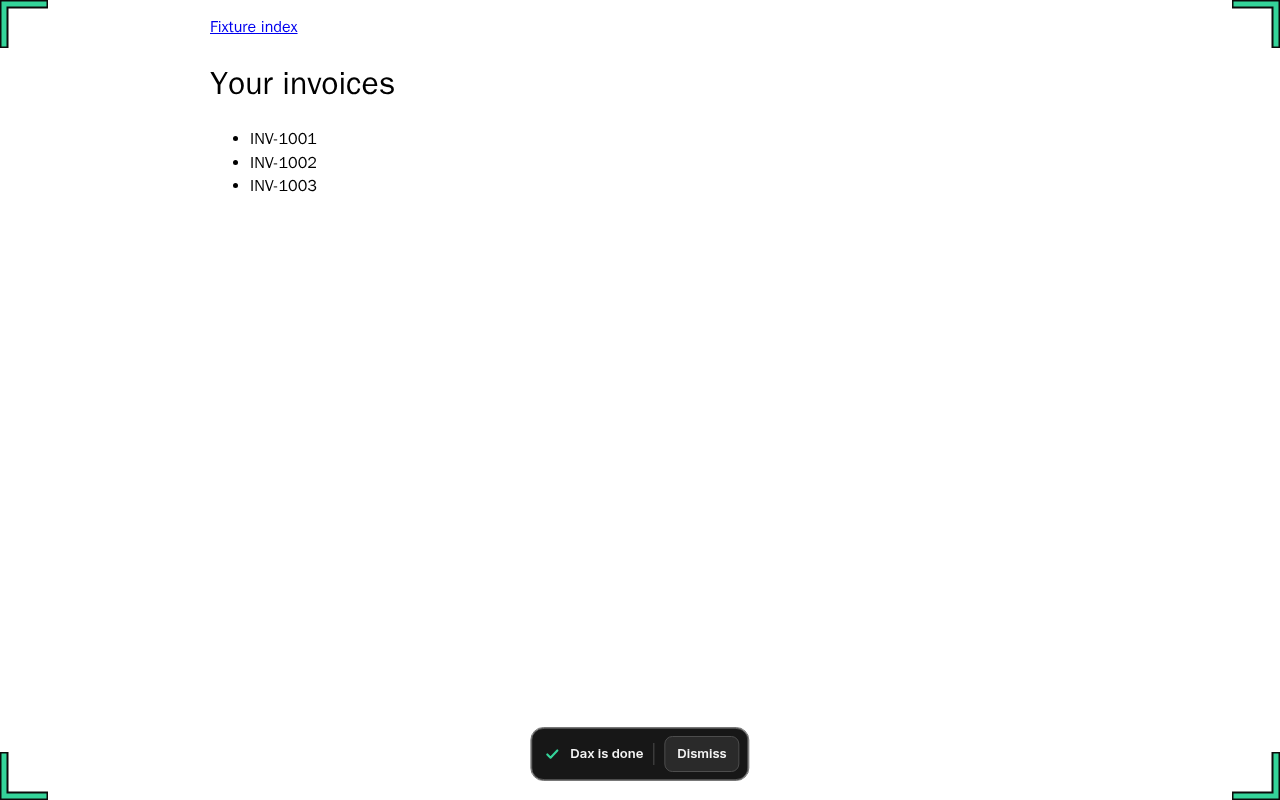 Fixture index
Your invoices
INV-1001
INV-1002
INV-1003
Dax is done
Dismiss